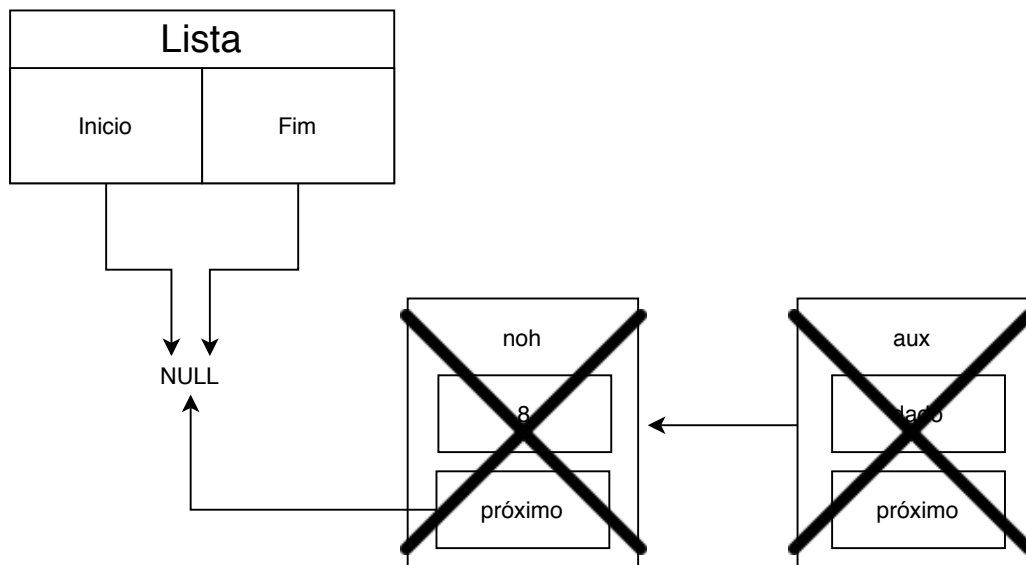 Lista
Inicio
Fim
NULL
noh
aux
8
dado
próximo
próximo